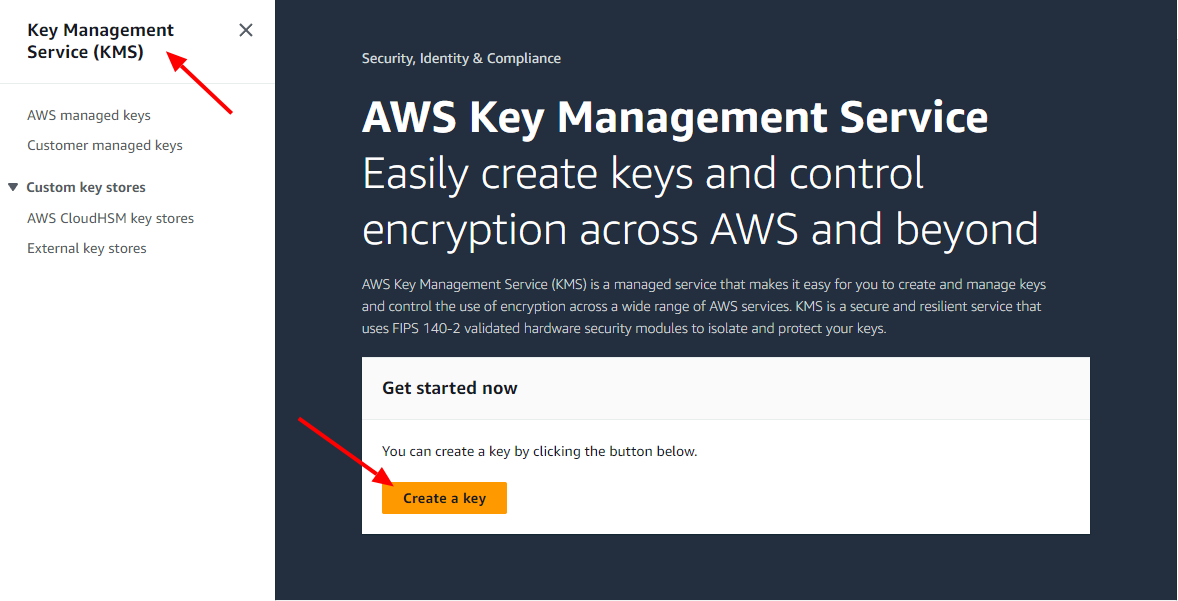 Key Management
Service (KMS)
AWS managed keys
Customer managed keys
Custom key stores
AWS CloudHSM key stores
External key stores
Security, Identity & Compliance
AWS Key Management Service
Easily create keys and control
encryption across AWS and beyond
AWS Key Management Service (KMS) is a managed service that makes it easy for you to create and manage keys
and control the use of encryption across a wide range of AWS services. KMS is a secure and resilient service that
uses FIPS 140-2 validated hardware security modules to isolate and protect your keys.
Get started now
You can create a key by clicking the button below.
Create a key